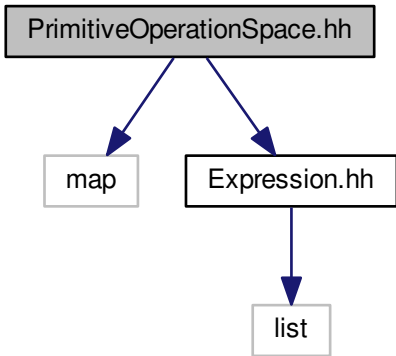 PrimitiveOperationSpace.hh
map
Expression.hh
list